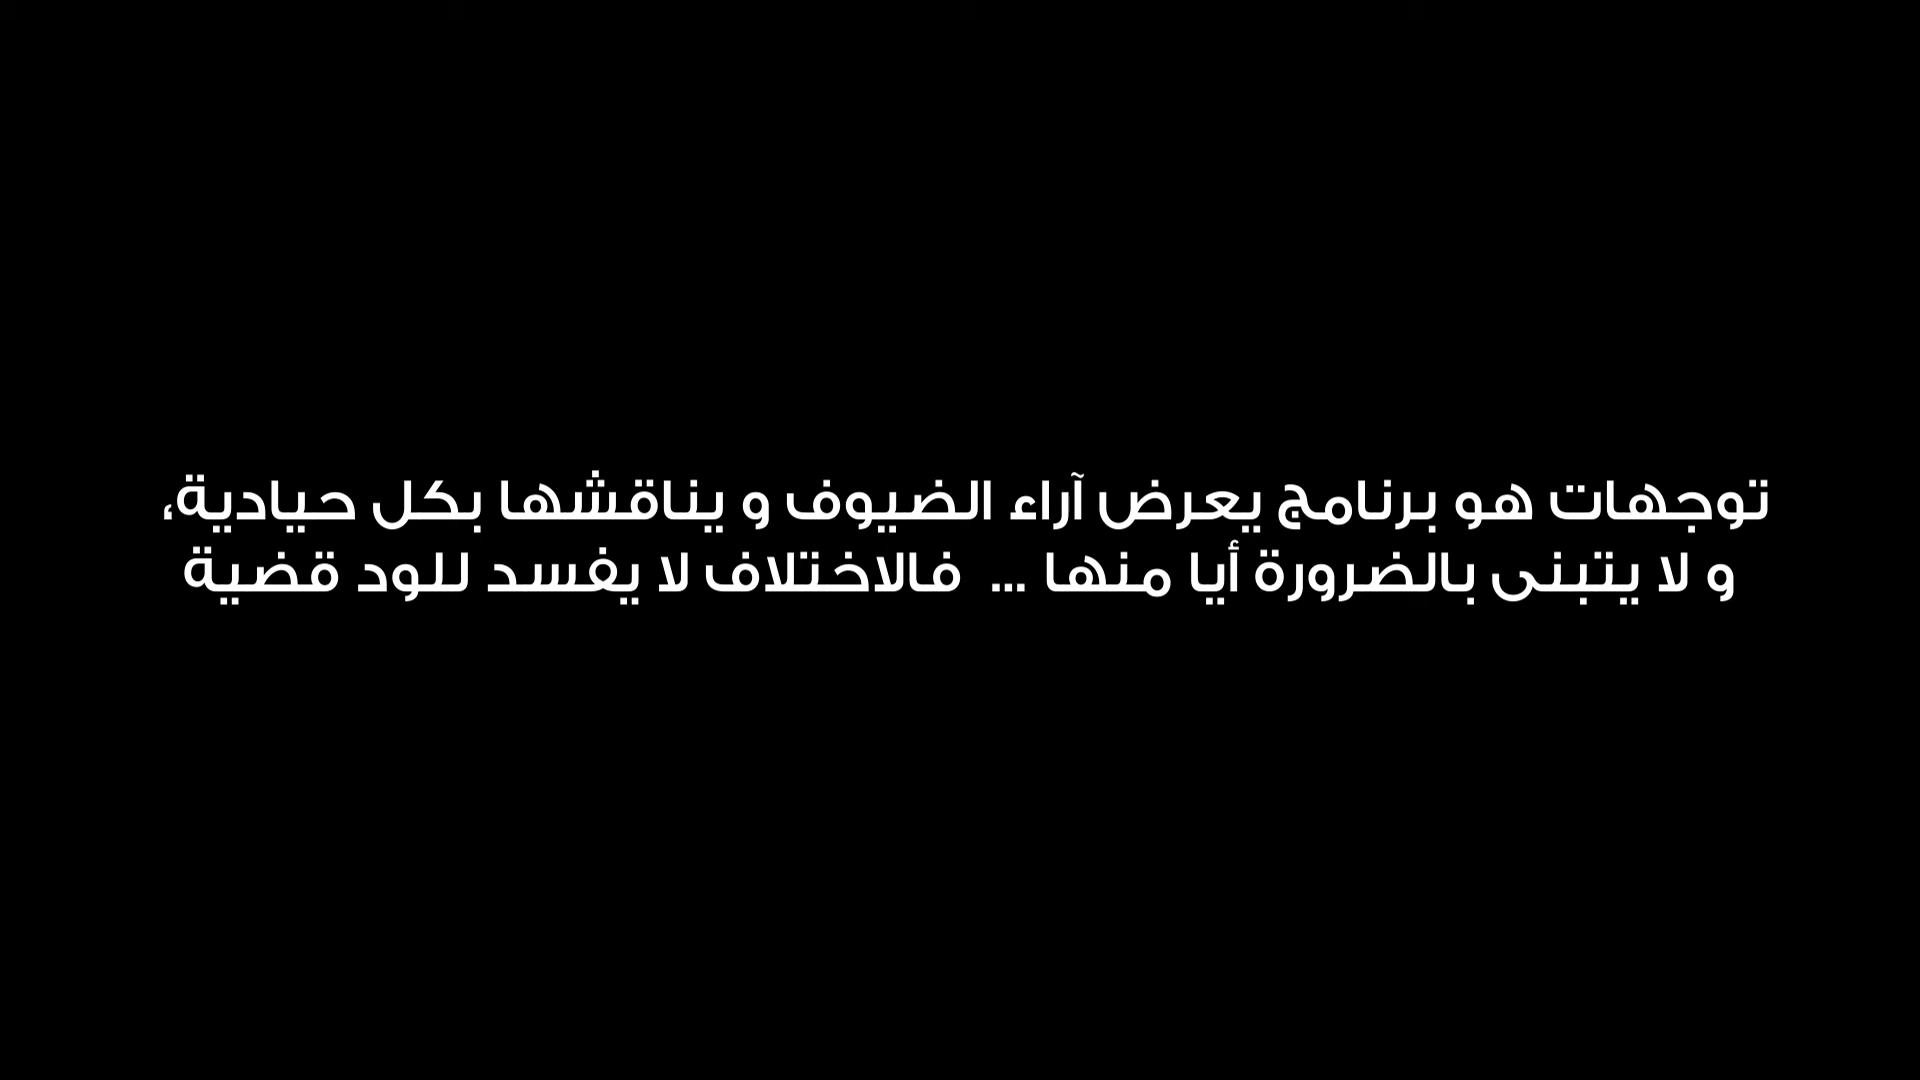 توجهات هو برنامج يعرض آراء الضيوف و يناقشها بكل حيادية،
و لا يتبنى بالضرورة أيا منها ... فالاختلاف لا يفسد للود قضية